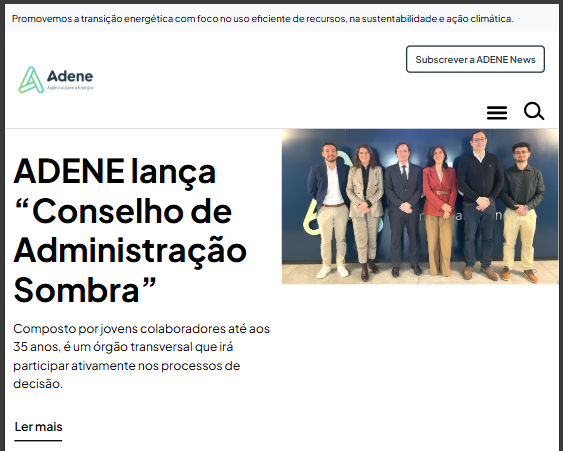 Promovemos a transição energética com foco no uso eficiente de recursos, na sustentabilidade e ação climática.
Subscrever a ADENE News
Adene
Agência para a Energia
ADENE lança
“Conselho de
Administração
Sombra”
Composto por jovens colaboradores até aos
35 anos, é um órgão transversal que irá
participar ativamente nos processos de
decisão.
Ler mais